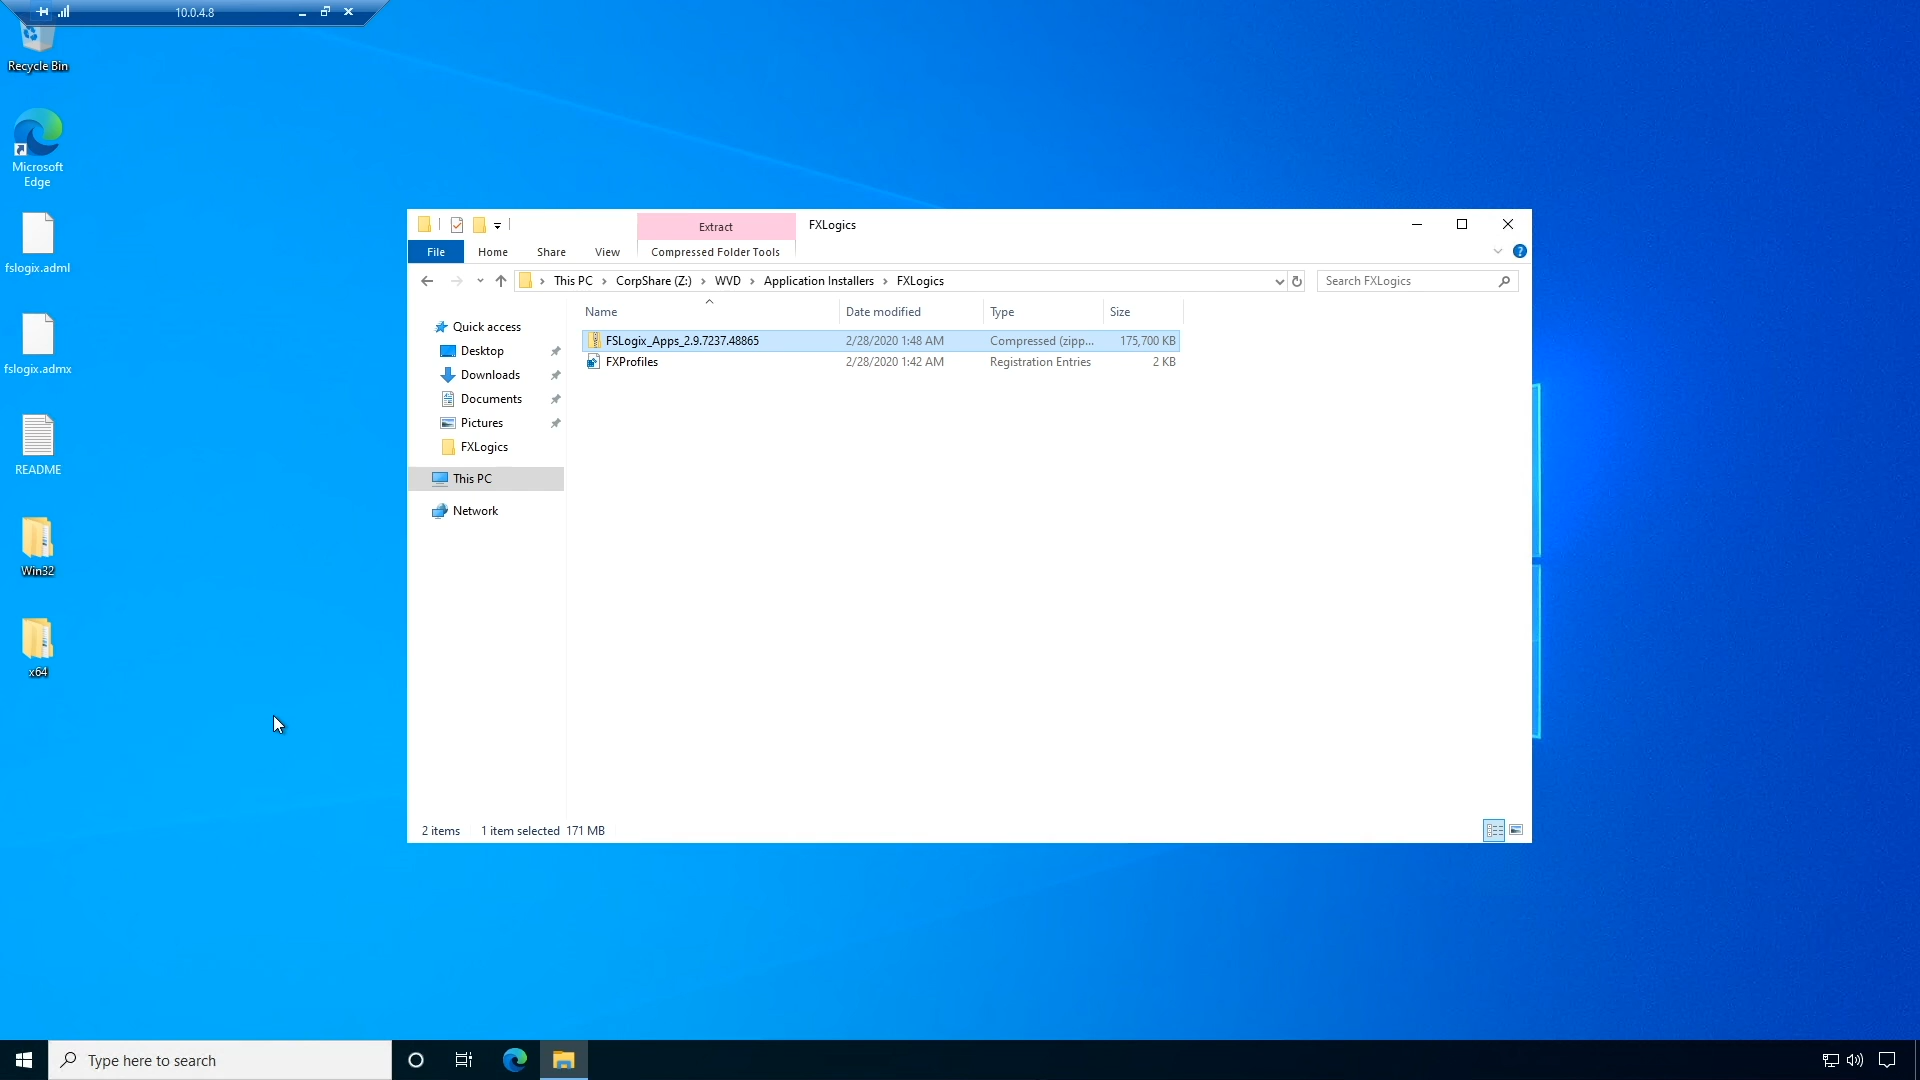 10.0.4.8
Recycle Bin
Microsoft
Edge
fslogix.adml
fslogix.admx
README
Win32
x64
Extract
FXLogics
File
Home
Share
View
Compressed Folder Tools
This PC > CorpShare (Z:) > WVD > Application Installers > FXLogics
Search FXLogics
Name
Date modified
Type
Size
FSLogix_Apps_2.9.7237.48865
2/28/2020 1:48 AM
Compressed (zipp...
175,700 KB
FXProfiles
2/28/2020 1:42 AM
Registration Entries
2 KB
Quick access
Desktop
Downloads
Documents
Pictures
FXLogics
This PC
Network
2 items
1 item selected 171 MB
Type here to search